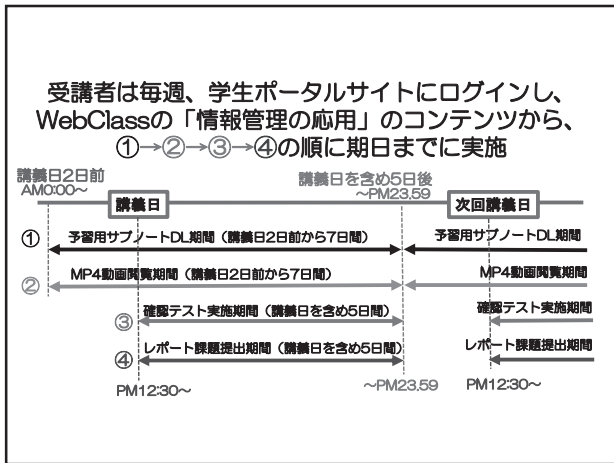 受講者は毎週、学生ポータルサイトにログインし、
WebClassの「情報管理の応用」のコンテンツから、
①→②→③→④の順に期日までに実施
講義日2日前
AM0:00~
講義日を含め5日後
~PM23.59
講義日
次回講義日
① 予習用サブノートDL期間(講義日2日前から7日間)
予習用サブノートDL期間
② MP4動画閲覧期間(講義日2日前から7日間)
MP4動画閲覧期間
③ 確認テスト実施期間(講義日を含め5日間)
確認テスト実施期間
④ レポート課題提出期間(講義日を含め5日間)
レポート課題提出期間
PM12:30~
~PM23.59
PM12:30~